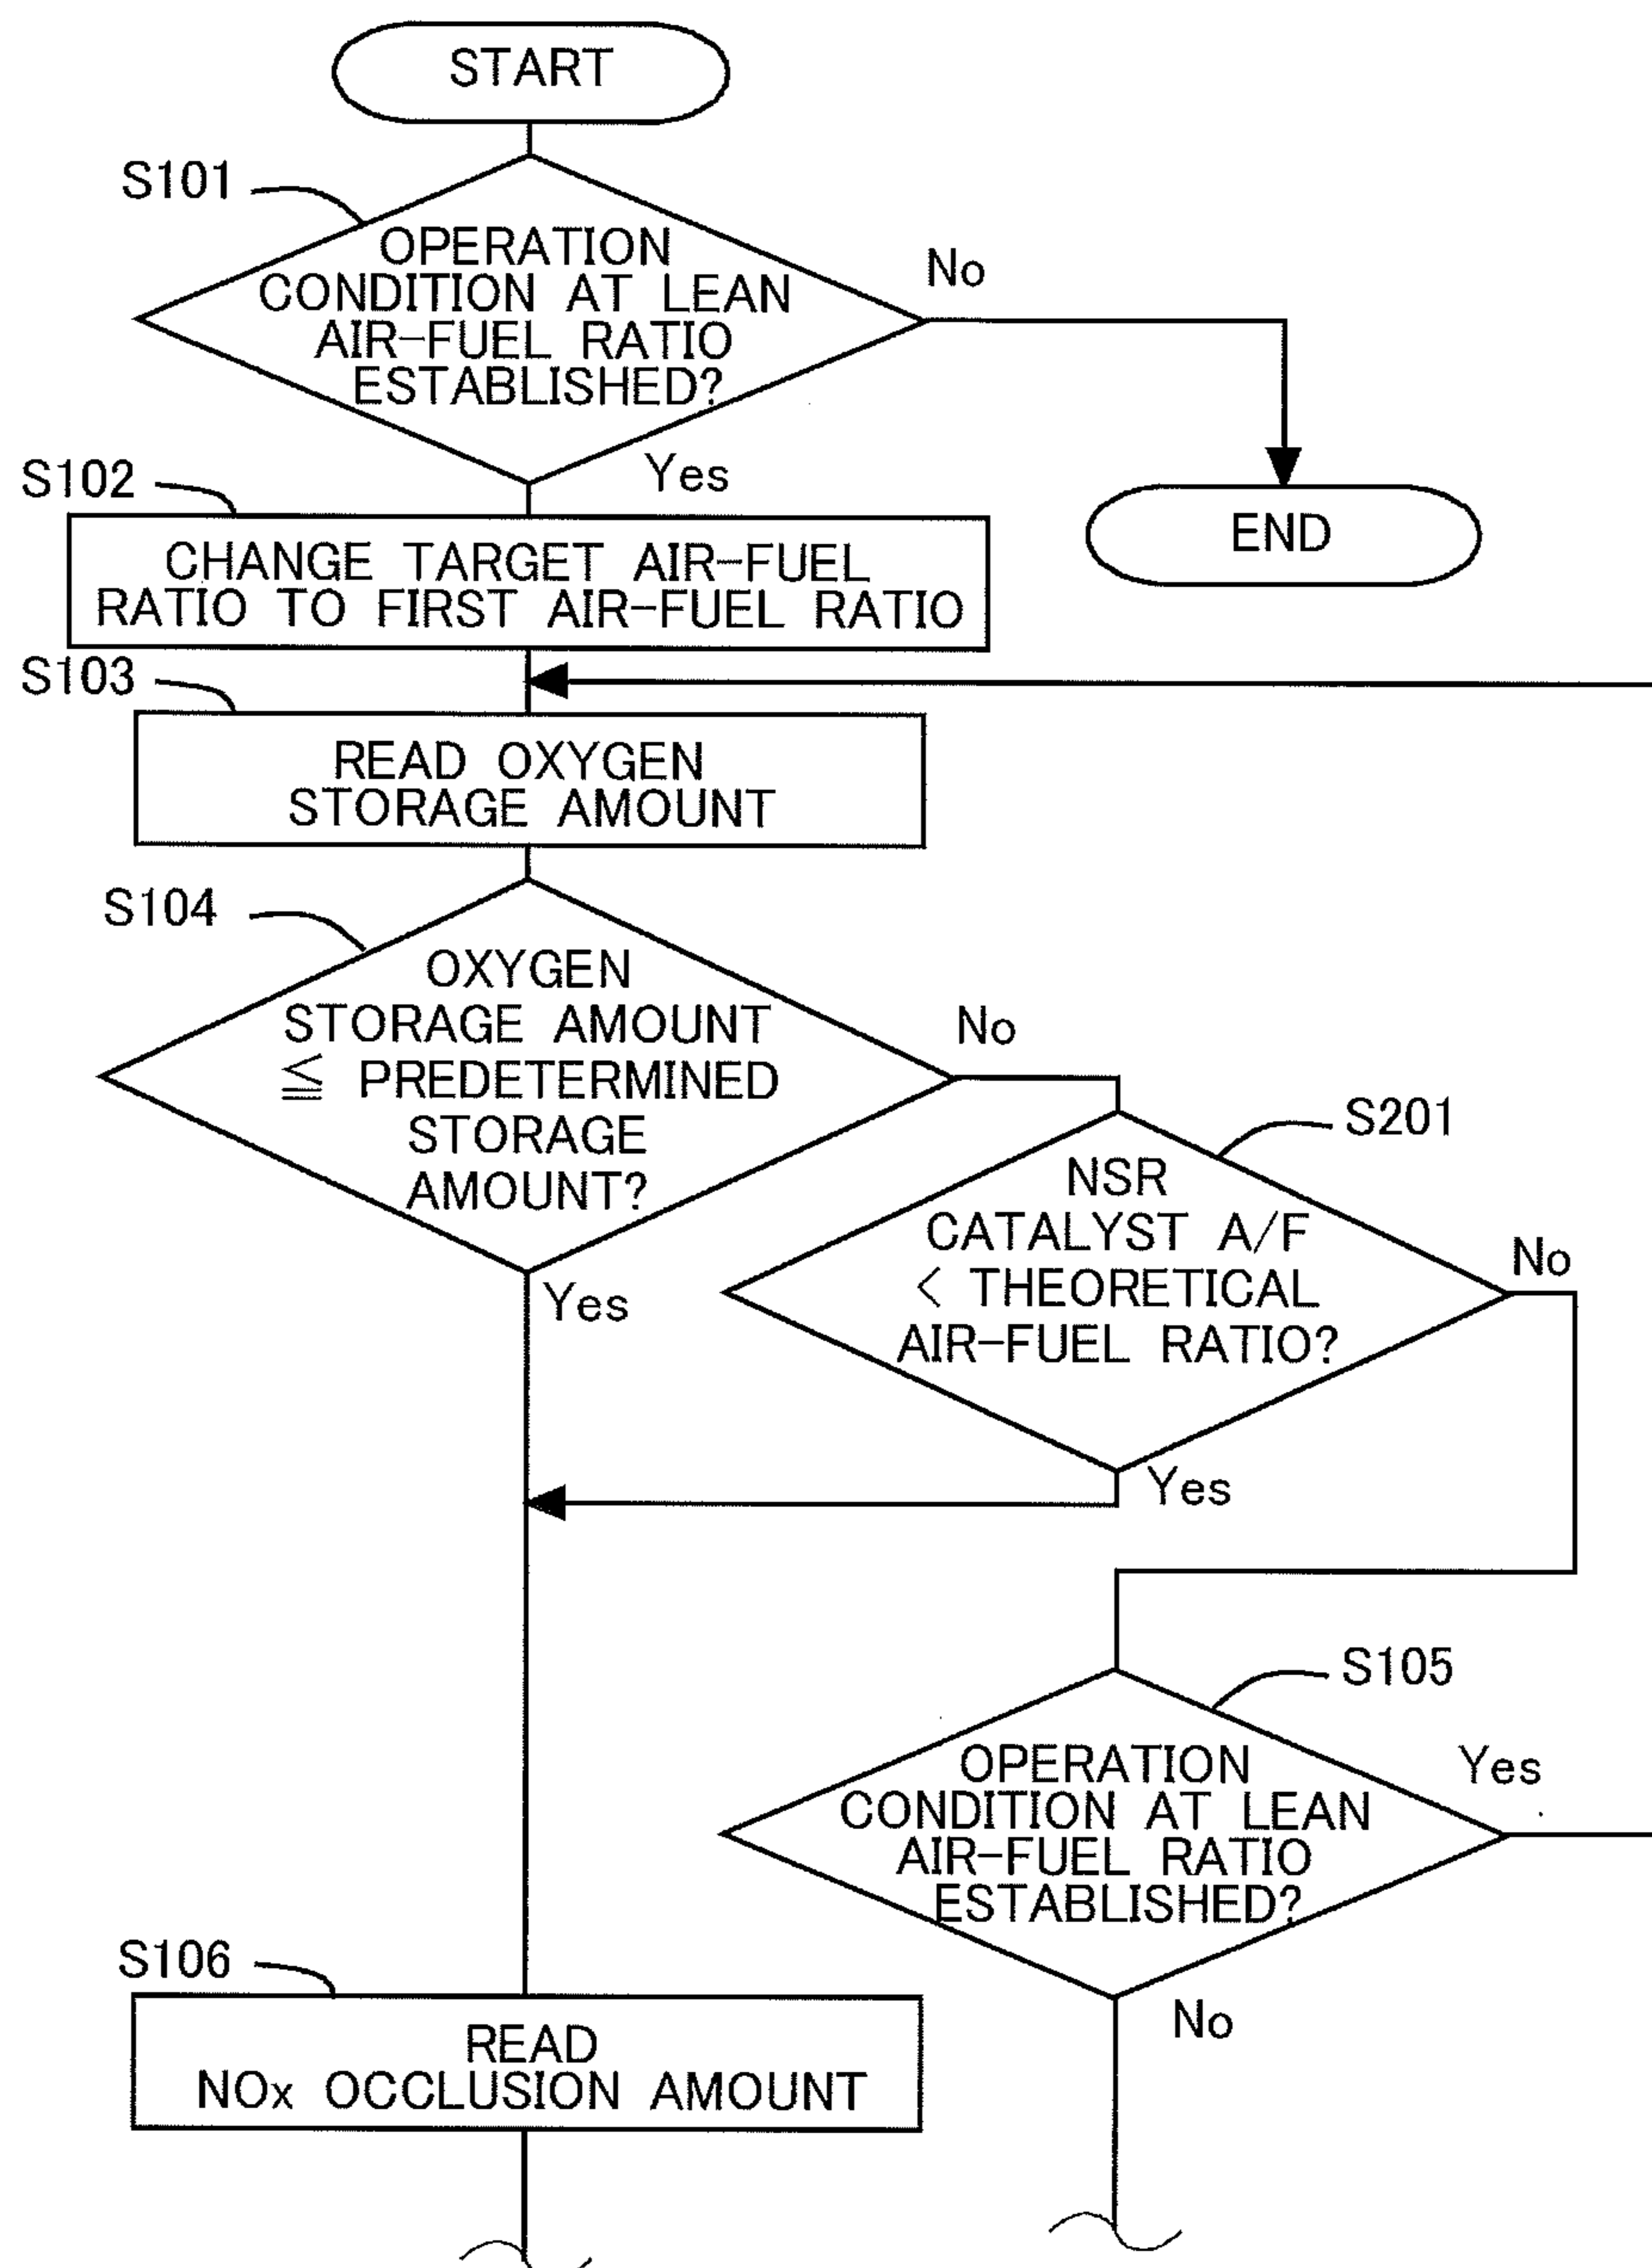 START
S101
OPERATION
CONDITION AT LEAN
AIR-FUEL RATIO
ESTABLISHED?
No
Yes
END
S102
CHANGE TARGET AIR-FUEL
RATIO TO FIRST AIR-FUEL RATIO
S103
READ OXYGEN
STORAGE AMOUNT
S104
OXYGEN
STORAGE AMOUNT
≦ PREDETERMINED
STORAGE
AMOUNT?
No
Yes
S201
NSR
CATALYST A/F
< THEORETICAL
AIR-FUEL RATIO?
No
Yes
S105
OPERATION
CONDITION AT LEAN
AIR-FUEL RATIO
ESTABLISHED?
Yes
No
S106
READ
NOx OCCLUSION AMOUNT